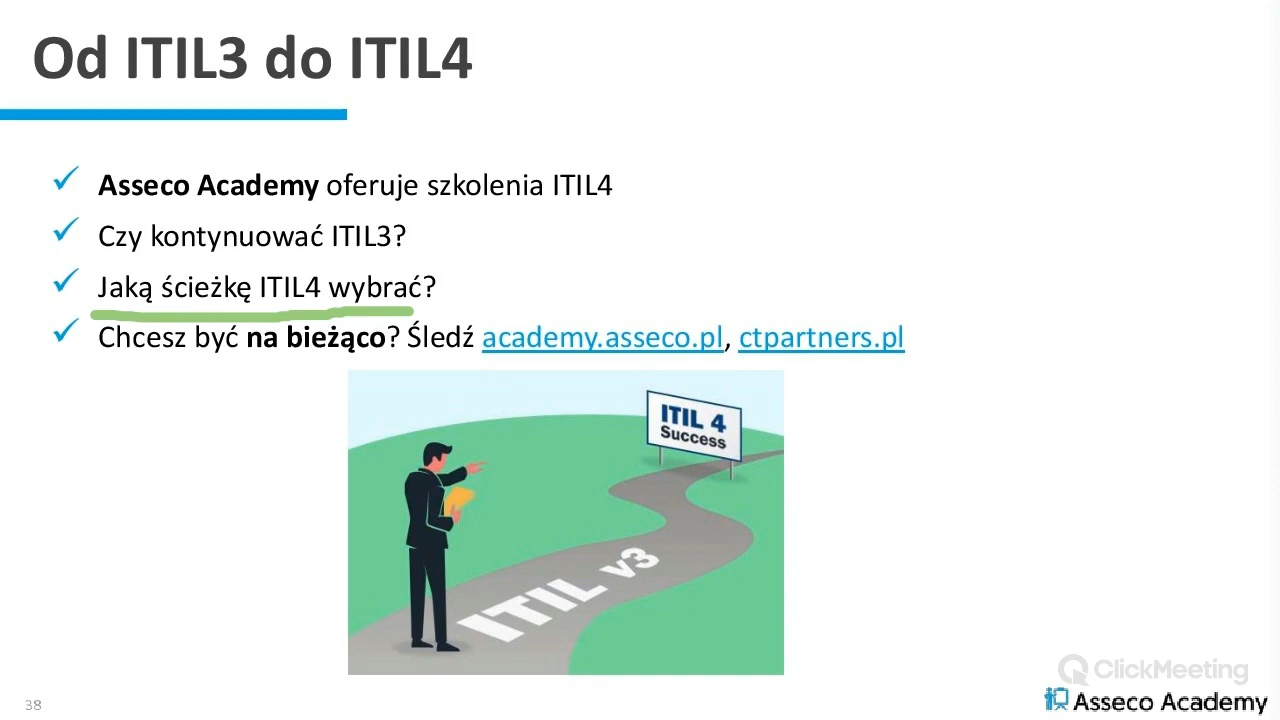 Od ITIL3 do ITIL4
Asseco Academy oferuje szkolenia ITIL4
Czy kontynuować ITIL3?
Jaką ścieżkę ITIL4 wybrać?
Chcesz być na bieżąco? Śledź academy.asseco.pl, ctpartners.pl
ITIL 4
Success
ITIL v3
ClickMeeting
38
Asseco Academy